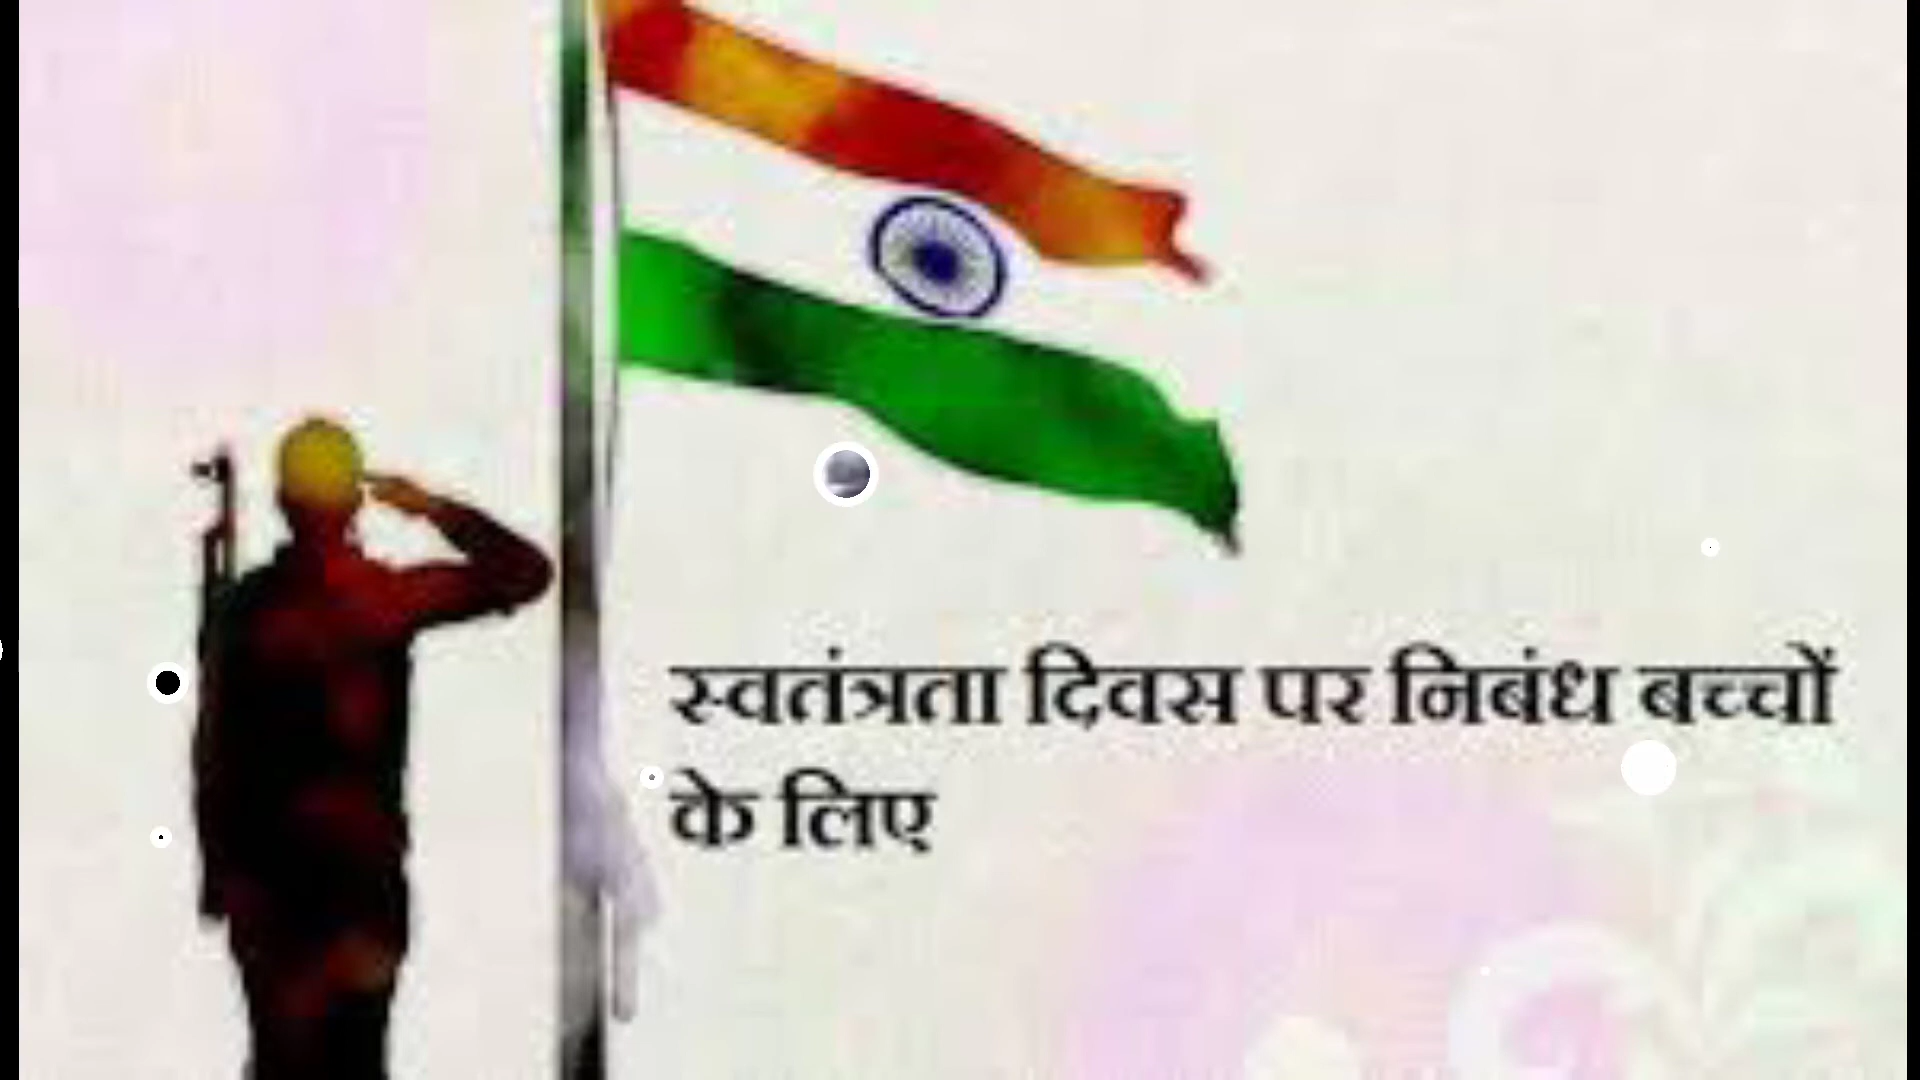 स्वतंत्रता दिवस पर निबंध बच्चों
के लिए